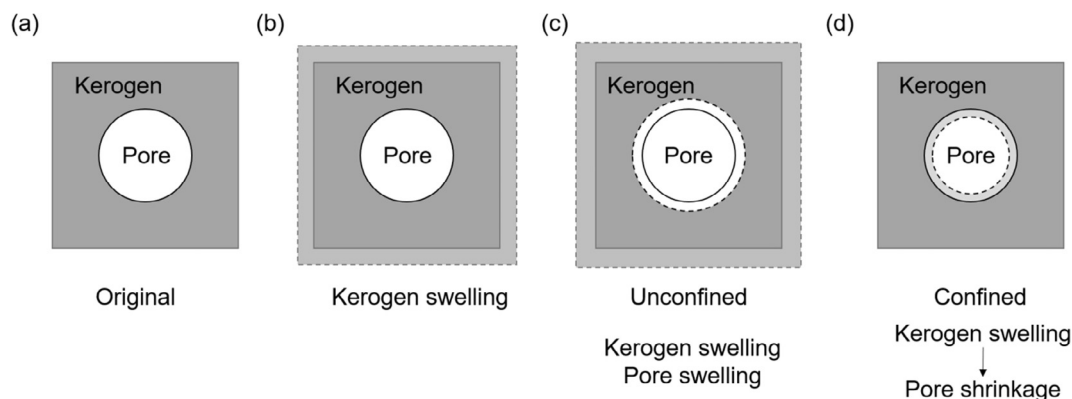 (a)
Kerogen
Pore
Original
(b)
Kerogen
Pore
Kerogen swelling
(c)
Kerogen
Pore
Unconfined
Kerogen swelling
Pore swelling
(d)
Kerogen
Pore
Confined
Kerogen swelling
Pore shrinkage